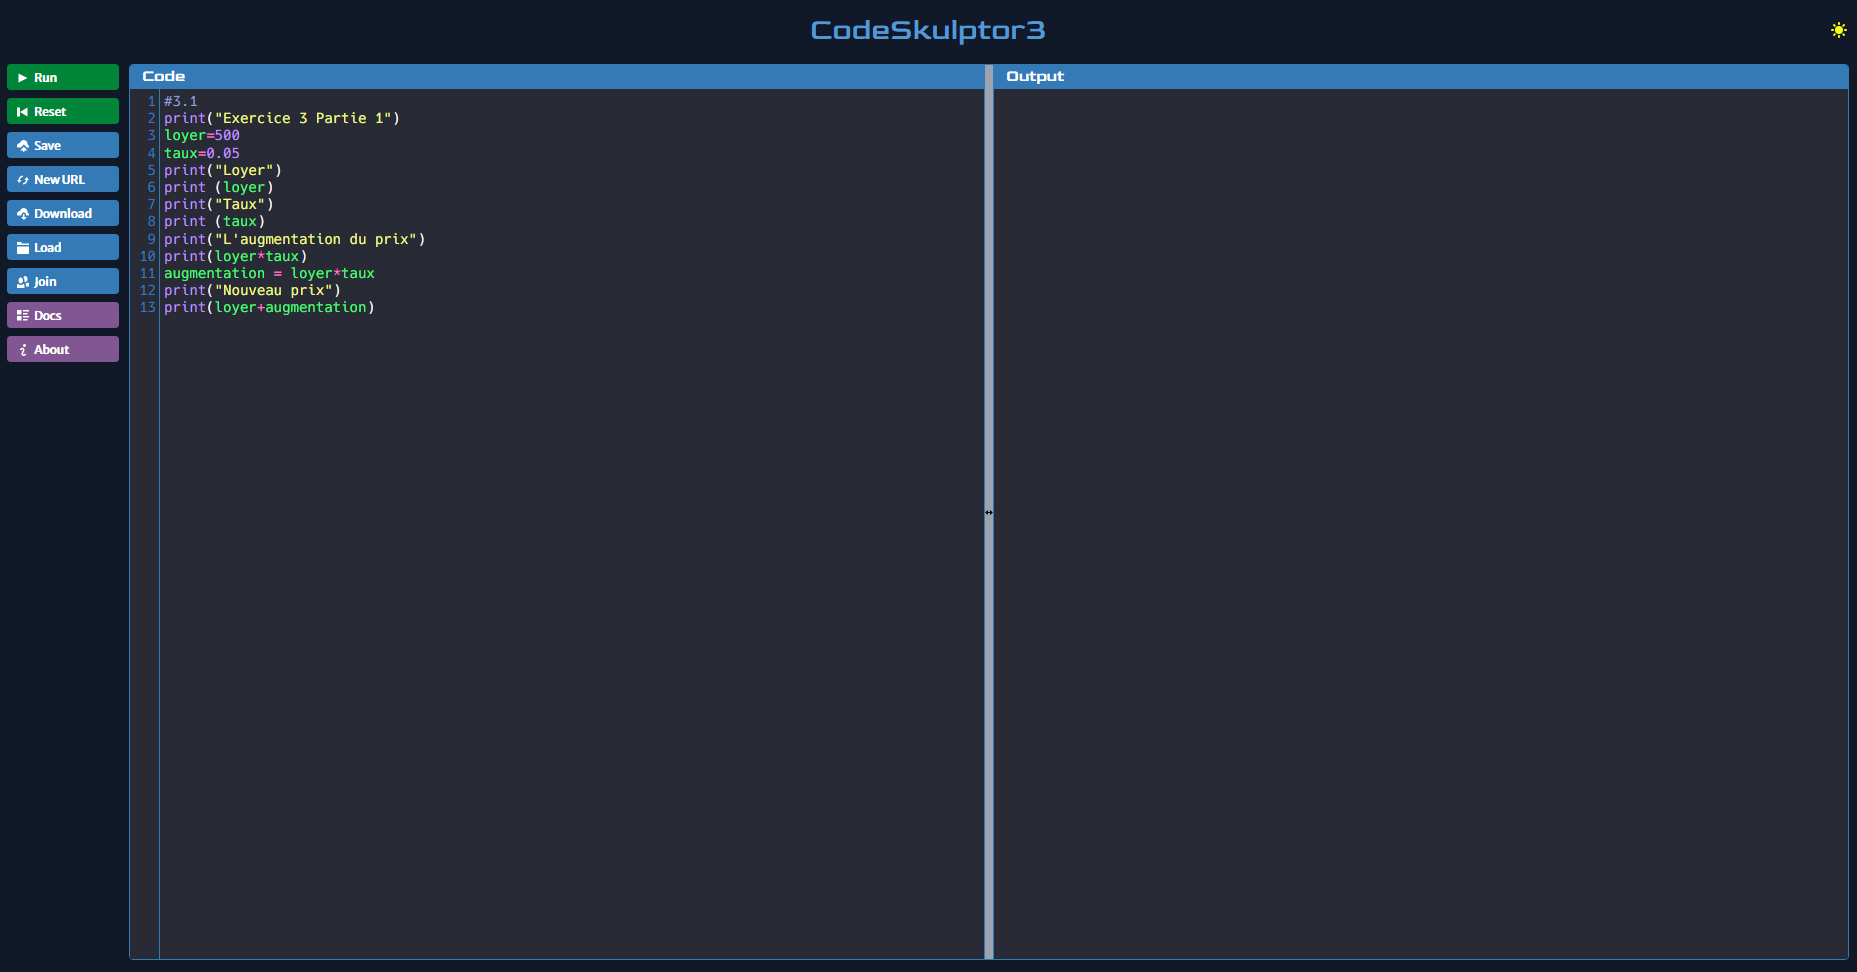 CodeSkulptor3
Run
Reset
Save
New URL
Download
Load
Join
Docs
About
Code
1 #3.1
2 print("Exercice 3 Partie 1")
3 loyer=500
4 taux=0.05
5 print("Loyer")
6 print (loyer)
7 print("Taux")
8 print (taux)
9 print("L'augmentation du prix")
10 print(loyer*taux)
11 augmentation = loyer*taux
12 print("Nouveau prix")
13 print(loyer+augmentation)
Output